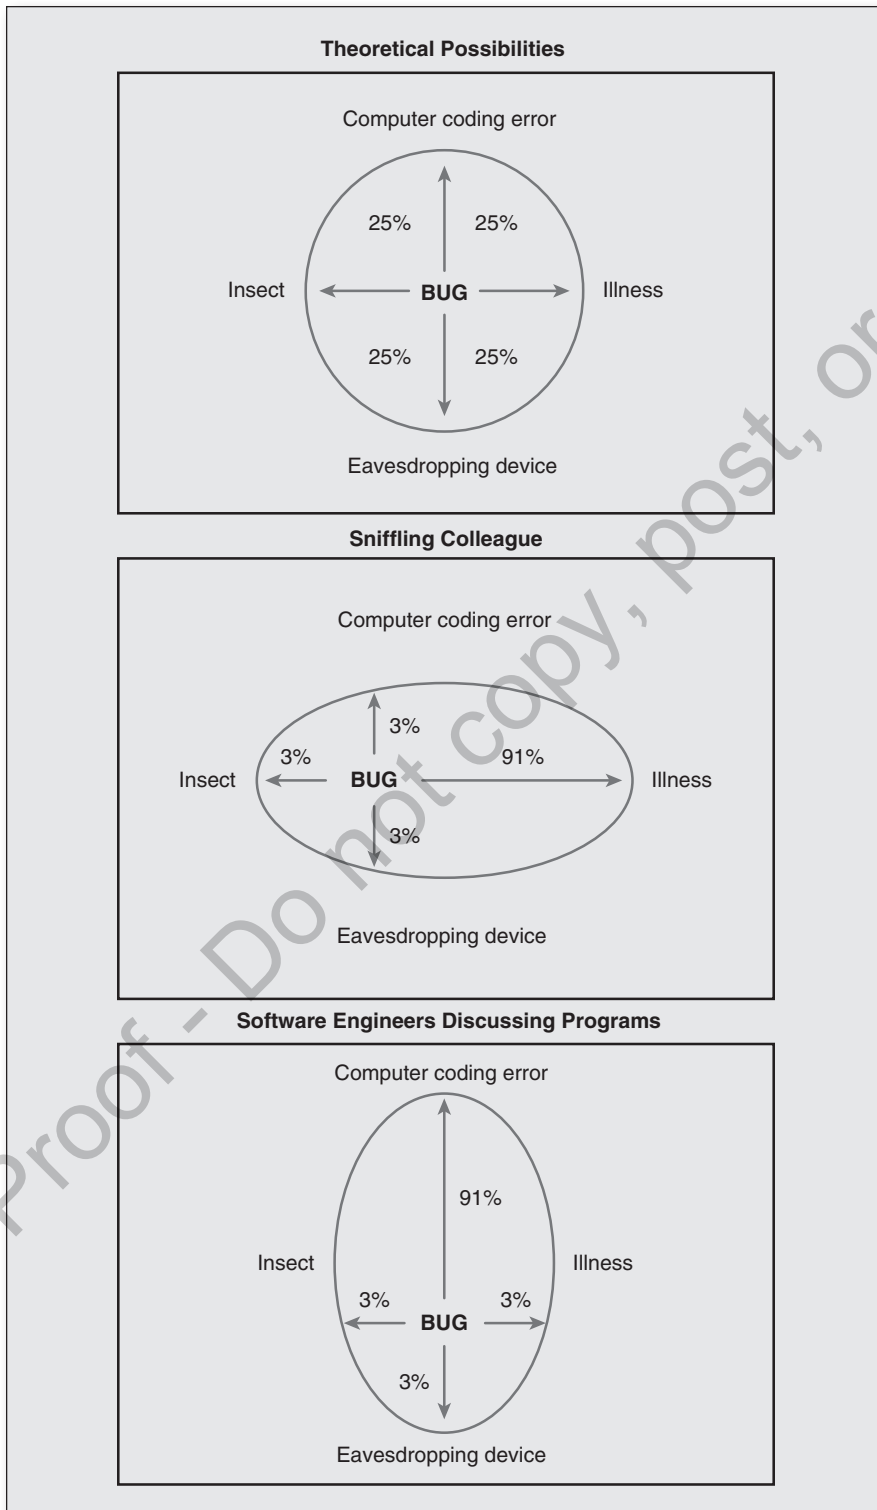 Theoretical Possibilities
Computer coding error
25% 25%
Insect BUG Illness
25% 25%
Eavesdropping device
Sniffling Colleague
Computer coding error
3%
3% 91%
Insect BUG Illness
3%
Eavesdropping device
Software Engineers Discussing Programs
Computer coding error
91%
Insect Illness
3% 3%
BUG
3%
Eavesdropping device
Proof - Do not copy, post, or